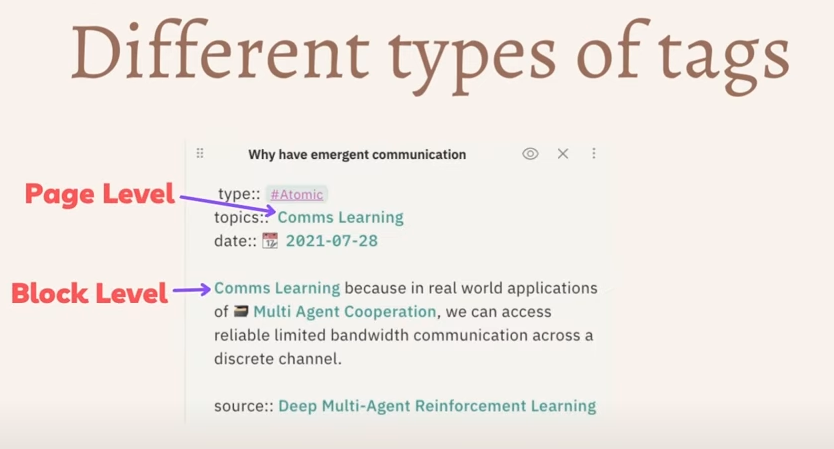 Different types of tags
Why have emergent communication
Page Level
type:: #Atomic
topics:: Comms Learning
date:: 📆 2021-07-28
Block Level
Comms Learning because in real world applications
of 🗃️ Multi Agent Cooperation, we can access
reliable limited bandwidth communication across a
discrete channel.
source:: Deep Multi-Agent Reinforcement Learning